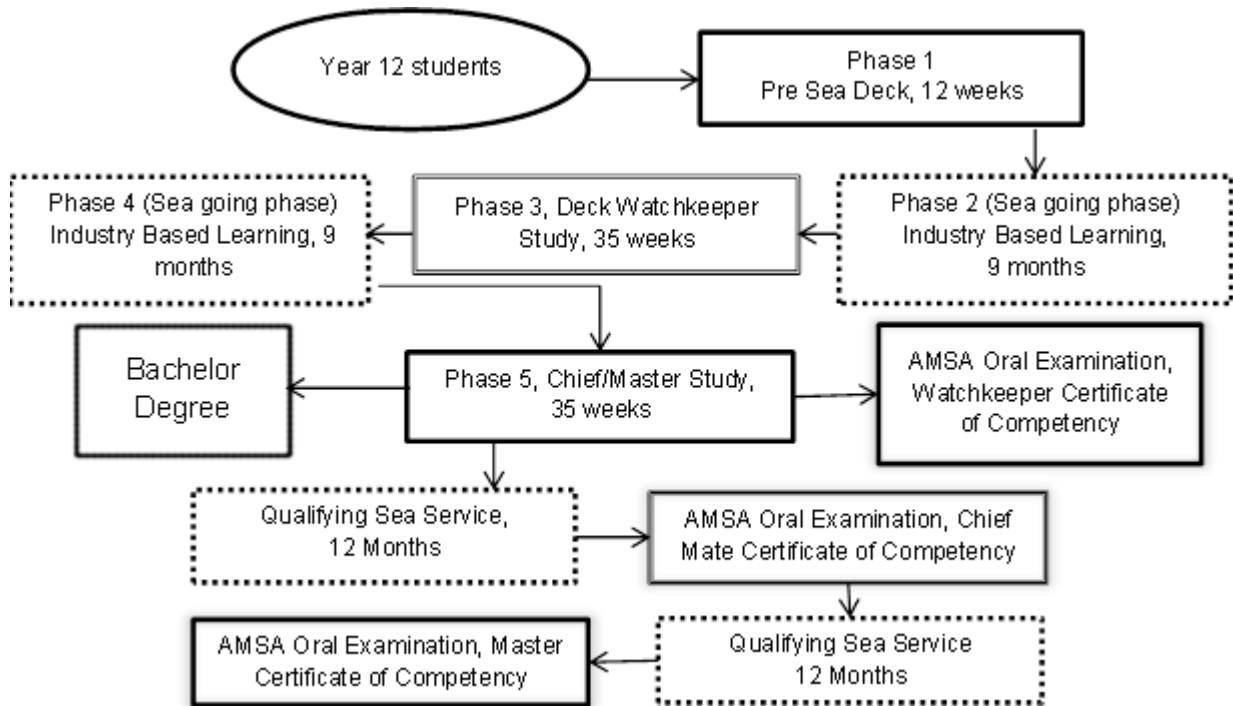 Year 12 students
Phase 1
Pre Sea Deck, 12 weeks
Phase 2 (Sea going phase)
Industry Based Learning,
9 months
Phase 3, Deck Watchkeeper
Study, 35 weeks
Phase 4 (Sea going phase)
Industry Based Learning, 9
months
Phase 5, Chief/Master Study,
35 weeks
Bachelor
Degree
AMSA Oral Examination,
Watchkeeper Certificate
of Competency
Qualifying Sea Service,
12 Months
AMSA Oral Examination, Chief
Mate Certificate of Competency
Qualifying Sea Service
12 Months
AMSA Oral Examination, Master
Certificate of Competency